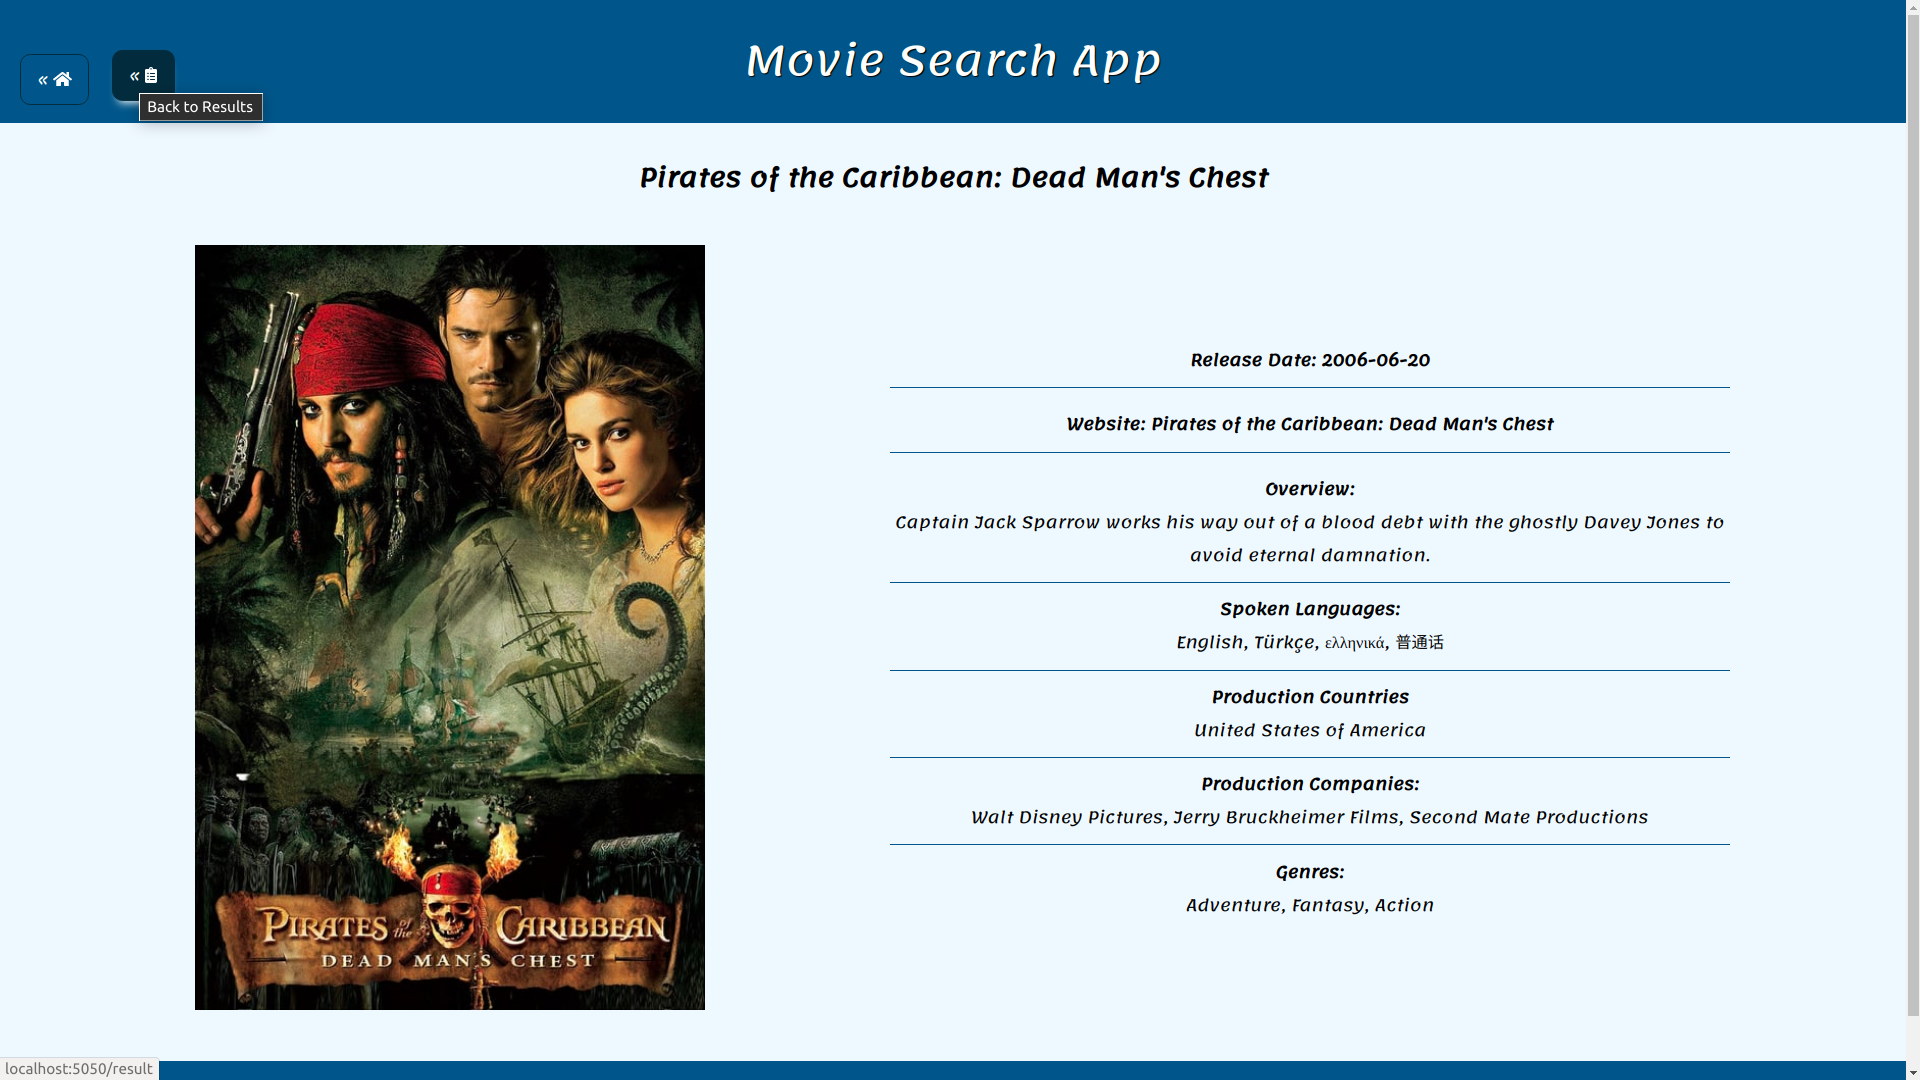 Movie Search App
«
«
Back to Results
Pirates of the Caribbean: Dead Man's Chest
PIRATES of the CARIBBEAN
DEAD MAN'S CHEST
Release Date: 2006-06-20
Website: Pirates of the Caribbean: Dead Man's Chest
Overview:
Captain Jack Sparrow works his way out of a blood debt with the ghostly Davey Jones to
avoid eternal damnation.
Spoken Languages:
English, Türkçe, ελληνικά, 普通话
Production Countries
United States of America
Production Companies:
Walt Disney Pictures, Jerry Bruckheimer Films, Second Mate Productions
Genres:
Adventure, Fantasy, Action
localhost:5050/result